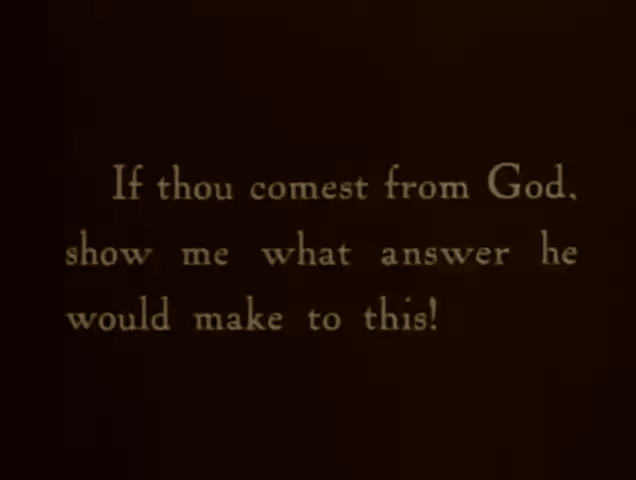 If thou comest from God,
show me what answer he
would make to this!